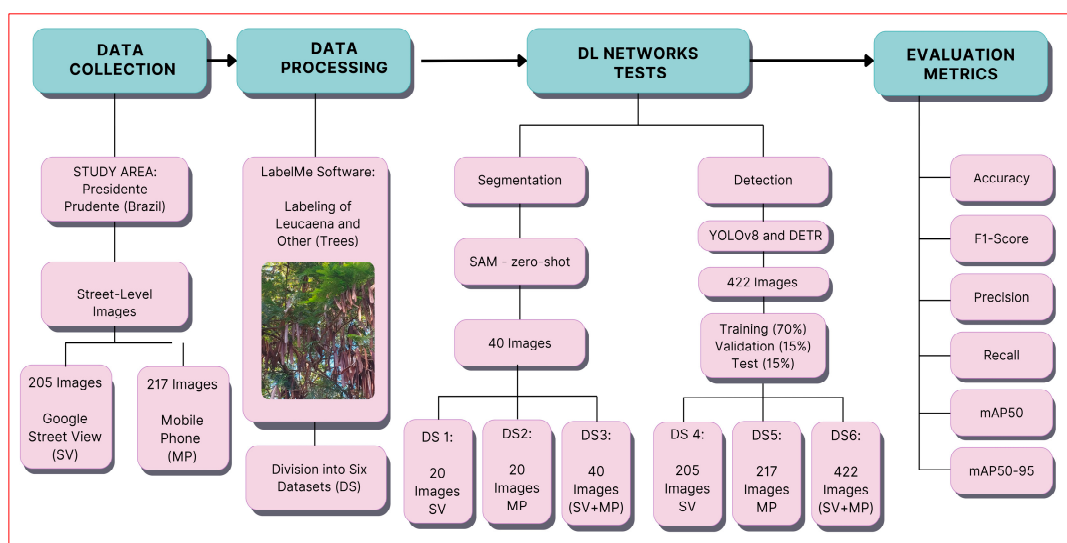 DATA
COLLECTION
DATA
PROCESSING
DL NETWORKS
TESTS
EVALUATION
METRICS
STUDY AREA:
Presidente
Prudente (Brazil)
Street-Level
Images
205 Images
Google
Street View
(SV)
217 Images
Mobile
Phone
(MP)
LabelMe Software:
Labeling of
Leucaena and
Other (Trees)
Division into Six
Datasets (DS)
Segmentation
SAM - zero-shot
40 Images
DS 1:
20
Images
SV
DS2:
20
Images
MP
DS3:
40
Images
(SV+MP)
Detection
YOLOv8 and DETR
422 Images
Training (70%)
Validation (15%)
Test (15%)
DS 4:
205
Images
SV
DS5:
217
Images
MP
DS6:
422
Images
(SV+MP)
Accuracy
F1-Score
Precision
Recall
mAP50
mAP50-95